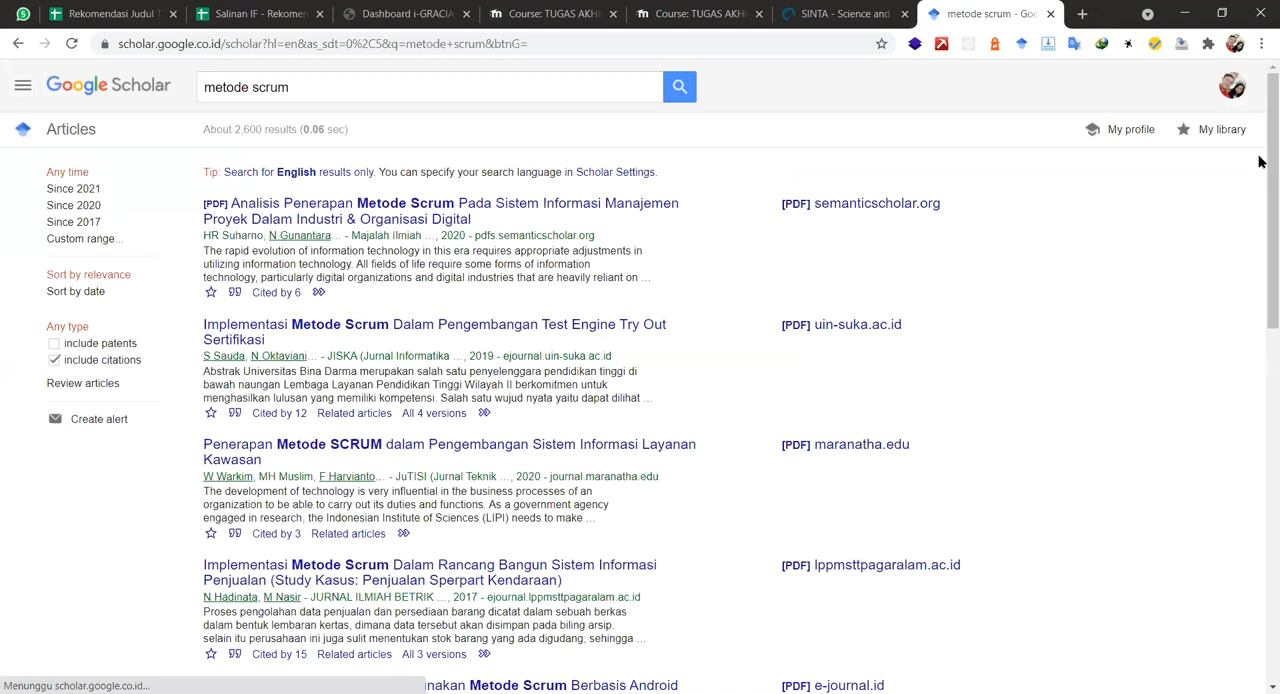 Rekomendasi Judul T
Salinan IF - Rekomen
Dashboard i-GRACIA
Course: TUGAS AKHI
Course: TUGAS AKHI
SINTA - Science and
metode scrum - Goo
scholar.google.co.id/scholar?hl=en&as_sdt=0%2C5&q=metode+scrum&btnG=
Google Scholar
metode scrum
Articles
About 2,600 results (0.06 sec)
My profile
My library
Any time
Since 2021
Since 2020
Since 2017
Custom range...
Sort by relevance
Sort by date
Any type
include patents
include citations
Review articles
Create alert
Tip: Search for English results only. You can specify your search language in Scholar Settings.
[PDF] Analisis Penerapan Metode Scrum Pada Sistem Informasi Manajemen
Proyek Dalam Industri & Organisasi Digital
HR Suharno, N Gunantara… - Majalah Ilmiah …, 2020 - pdfs.semanticscholar.org
The rapid evolution of information technology in this era requires appropriate adjustments in
utilizing information technology. All fields of life require some forms of information
technology, particularly digital organizations and digital industries that are heavily reliant on …
Cited by 6
[PDF] semanticscholar.org
Implementasi Metode Scrum Dalam Pengembangan Test Engine Try Out
Sertifikasi
S Sauda, N Oktaviani… - JISKA (Jurnal Informatika …, 2019 - ejournal.uin-suka.ac.id
Abstrak Universitas Bina Darma merupakan salah satu penyelenggara pendidikan tinggi di
bawah naungan Lembaga Layanan Pendidikan Tinggi Wilayah II berkomitmen untuk
menghasilkan lulusan yang memiliki kompetensi. Salah satu wujud nyata yaitu dapat dilihat …
Cited by 12 Related articles All 4 versions
[PDF] uin-suka.ac.id
Penerapan Metode SCRUM dalam Pengembangan Sistem Informasi Layanan
Kawasan
W Warkim, MH Muslim, F Harvianto… - JuTISI (Jurnal Teknik …, 2020 - journal.maranatha.edu
The development of technology is very influential in the business processes of an
organization to be able to carry out its duties and functions. As a government agency
engaged in research, the Indonesian Institute of Sciences (LIPI) needs to make …
Cited by 3 Related articles
[PDF] maranatha.edu
Implementasi Metode Scrum Dalam Rancang Bangun Sistem Informasi
Penjualan (Study Kasus: Penjualan Sperpart Kendaraan)
N Hadinata, M Nasir - JURNAL ILMIAH BETRIK …, 2017 - ejournal.lppmsttpagaralam.ac.id
Proses pengolahan data penjualan dan persediaan barang dicatat dalam sebuah berkas
dalam bentuk lembaran kertas, dimana data tersebut akan disimpan pada biling arsip.
selain itu perusahaan ini juga sulit menentukan stok barang yang ada digudang, sehingga …
Cited by 15 Related articles All 3 versions
[PDF] lppmsttpagaralam.ac.id
unakan Metode Scrum Berbasis Android
[PDF] e-journal.id
Menunggu scholar.google.co.id...